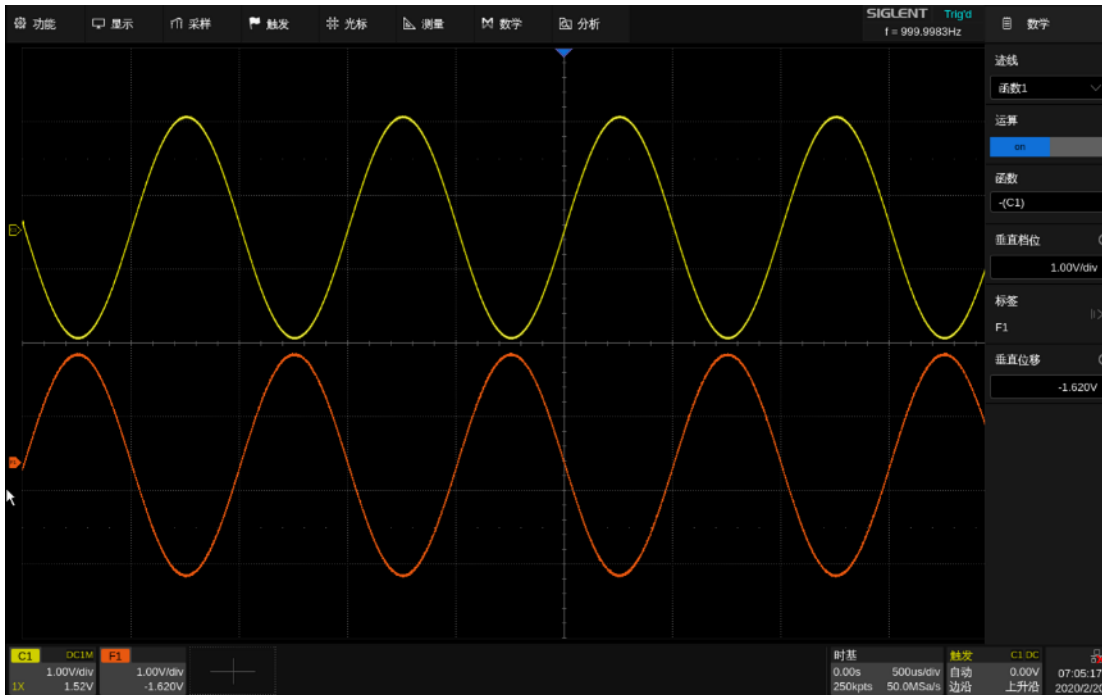 功能 显示 采样 触发 光标 测量 数学 分析 SIGLENT Trig'd 数学
f = 999.9983Hz
迹线
函数1
运算
on
函数
-(C1)
垂直档位
1.00V/div
标签
F1
垂直位移
-1.620V
C1 DC1M F1 时基 触发 C1 DC
1.00V/div 1.00V/div 0.00s 500us/div 自动 0.00V 07:05:17
1X 1.52V -1.620V 250kpts 50.0MSa/s 边沿 上升沿 2020/2/20